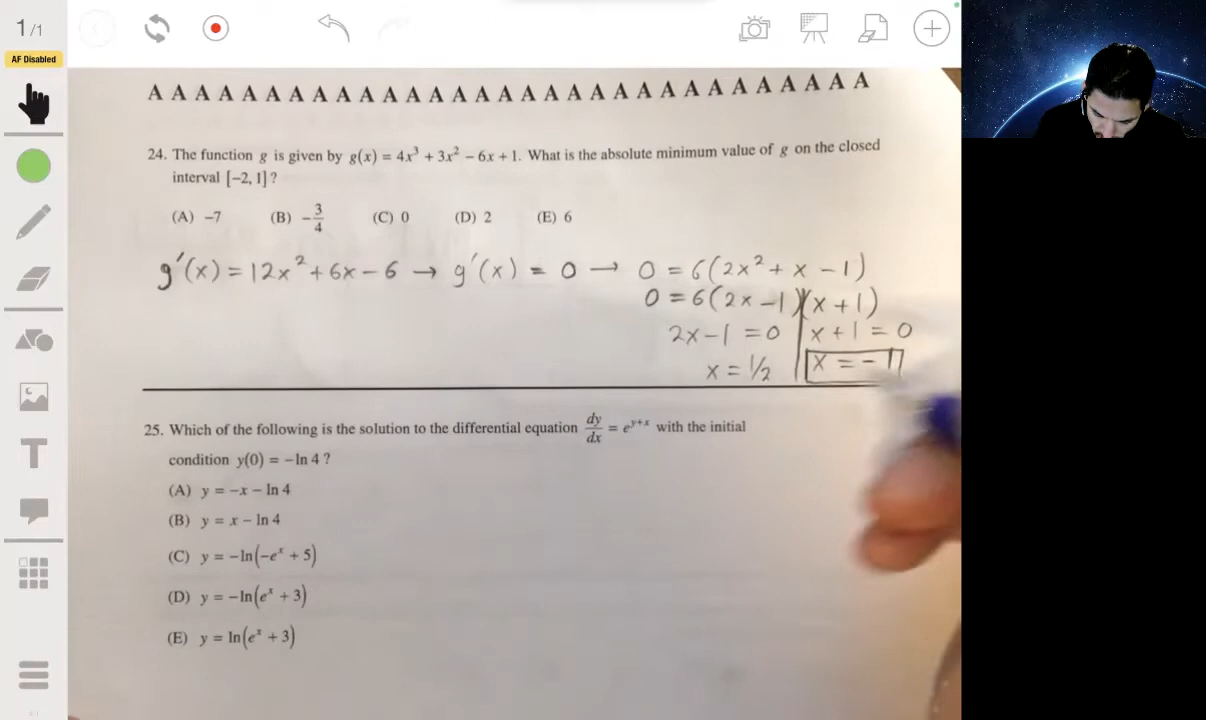 1/1
AF Disabled
A A A A A A A A A A A A A A A A A A A A A A A A A A A A A A A
24. The function g is given by g(x) = 4x³ + 3x² − 6x + 1. What is the absolute minimum value of g on the closed
interval [−2, 1]?
(A) −7 (B) −3/4 (C) 0 (D) 2 (E) 6
g′(x) = 12x² + 6x − 6 → g′(x) = 0 → 0 = 6(2x² + x − 1)
0 = 6(2x − 1)(x + 1)
2x − 1 = 0 | x + 1 = 0
x = 1/2 | x = −1
25. Which of the following is the solution to the differential equation dy/dx = e^(y+x) with the initial
condition y(0) = −ln 4 ?
(A) y = −x − ln 4
(B) y = x − ln 4
(C) y = −ln(−eˣ + 5)
(D) y = −ln(eˣ + 3)
(E) y = ln(eˣ + 3)